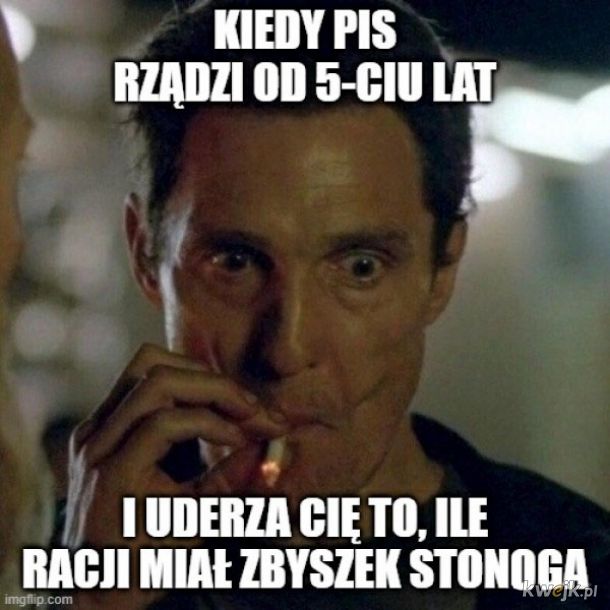 KIEDY PIS
RZĄDZI OD 5-CIU LAT
I UDERZA CIĘ TO, ILE
RACJI MIAŁ ZBYSZEK STONOGA
kwejk.pl
imgflip.com